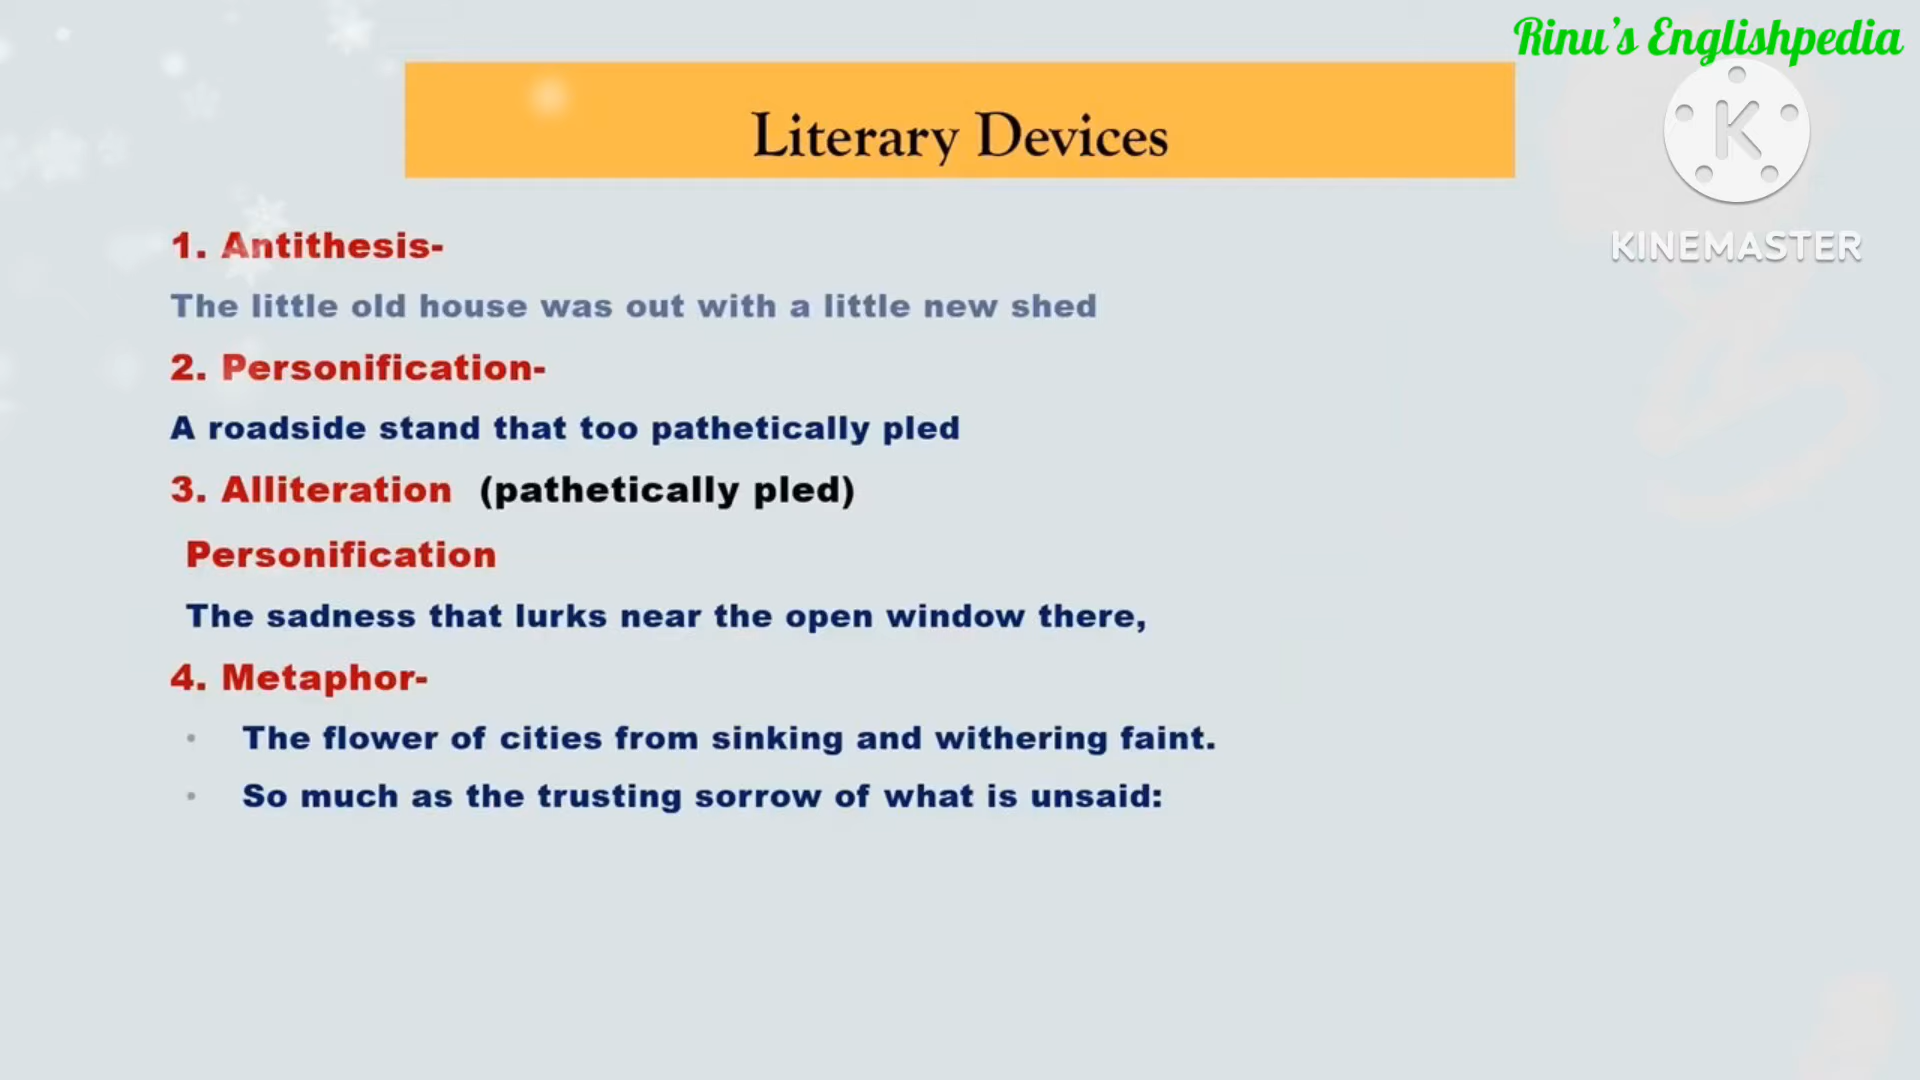 Rinu's Englishpedia
Literary Devices
K
KINEMASTER
1. Antithesis-
The little old house was out with a little new shed
2. Personification-
A roadside stand that too pathetically pled
3. Alliteration (pathetically pled)
Personification
The sadness that lurks near the open window there,
4. Metaphor-
• The flower of cities from sinking and withering faint.
• So much as the trusting sorrow of what is unsaid: